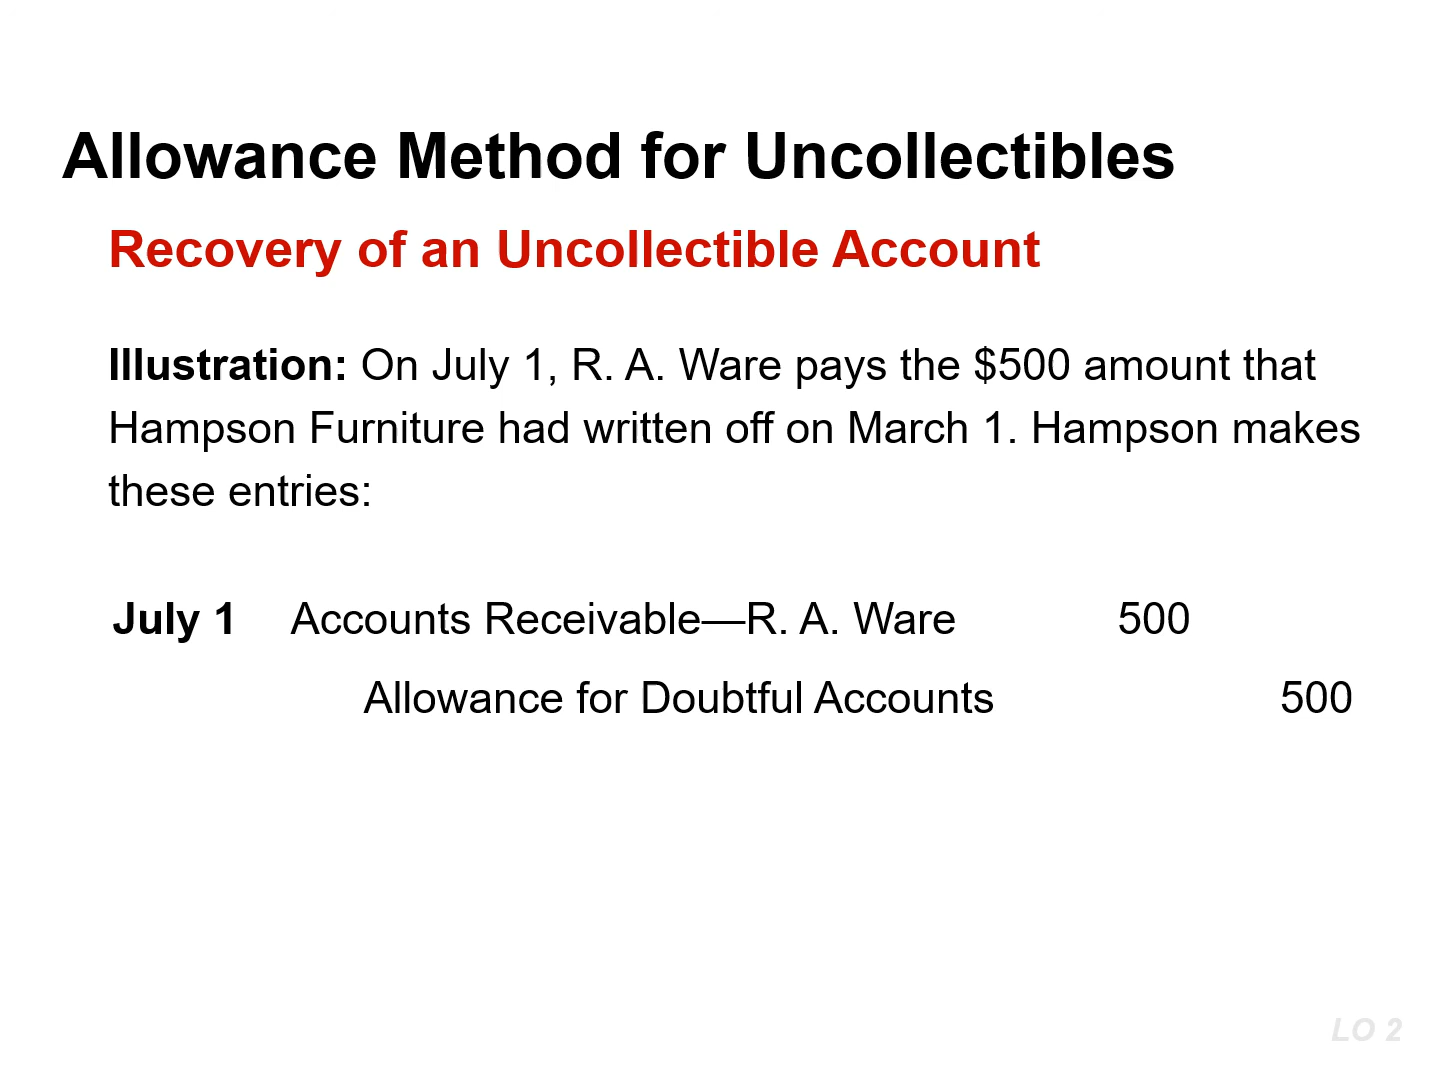 Allowance Method for Uncollectibles
Recovery of an Uncollectible Account
Illustration: On July 1, R. A. Ware pays the $500 amount that
Hampson Furniture had written off on March 1. Hampson makes
these entries:
July 1 Accounts Receivable—R. A. Ware 500
Allowance for Doubtful Accounts 500
LO 2